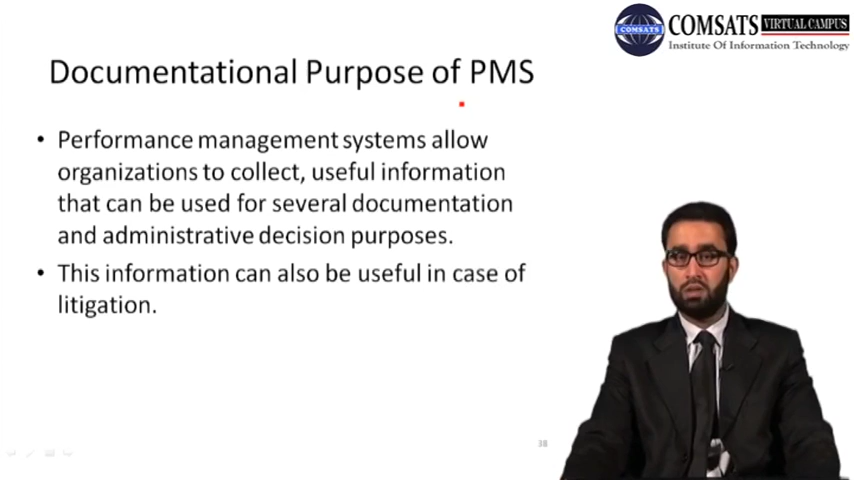 COMSATS VIRTUAL CAMPUS
Institute Of Information Technology
COMSATS
Documentational Purpose of PMS
• Performance management systems allow
organizations to collect, useful information
that can be used for several documentation
and administrative decision purposes.
• This information can also be useful in case of
litigation.
38